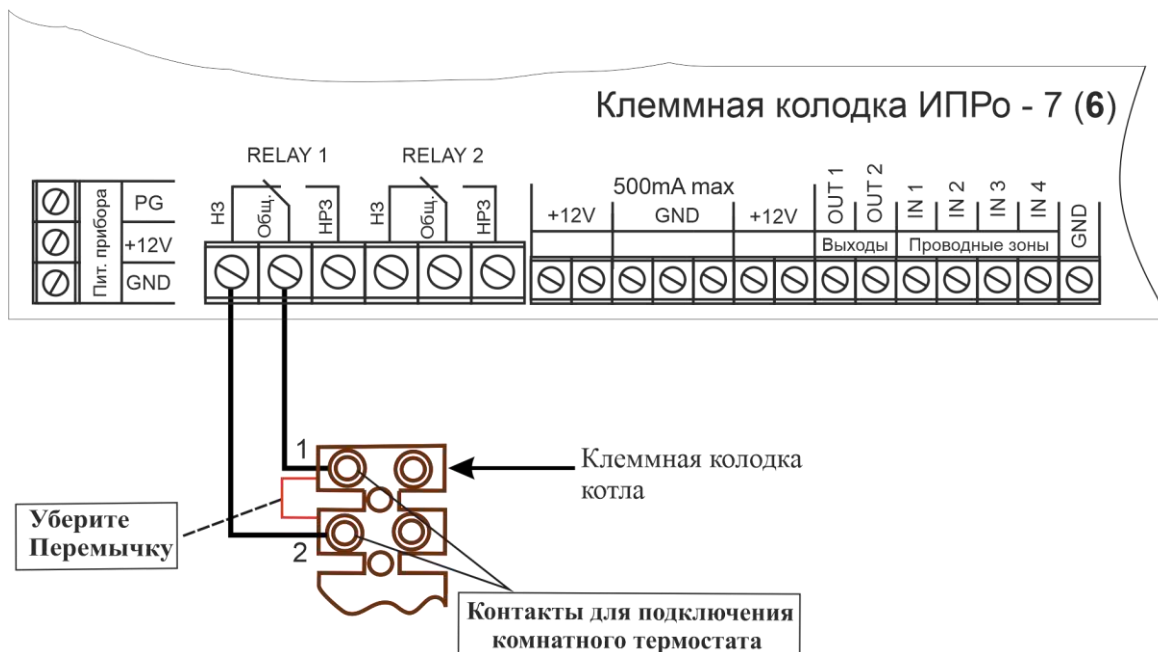 Клеммная колодка ИПРо - 7 (6)
RELAY 1
RELAY 2
НЗ
Общ.
НРЗ
НЗ
Общ.
НРЗ
Пит. прибора
PG
+12V
GND
500mA max
+12V
GND
+12V
OUT 1
OUT 2
IN 1
IN 2
IN 3
IN 4
GND
Выходы
Проводные зоны
1
2
Клеммная колодка
котла
Уберите
Перемычку
Контакты для подключения
комнатного термостата